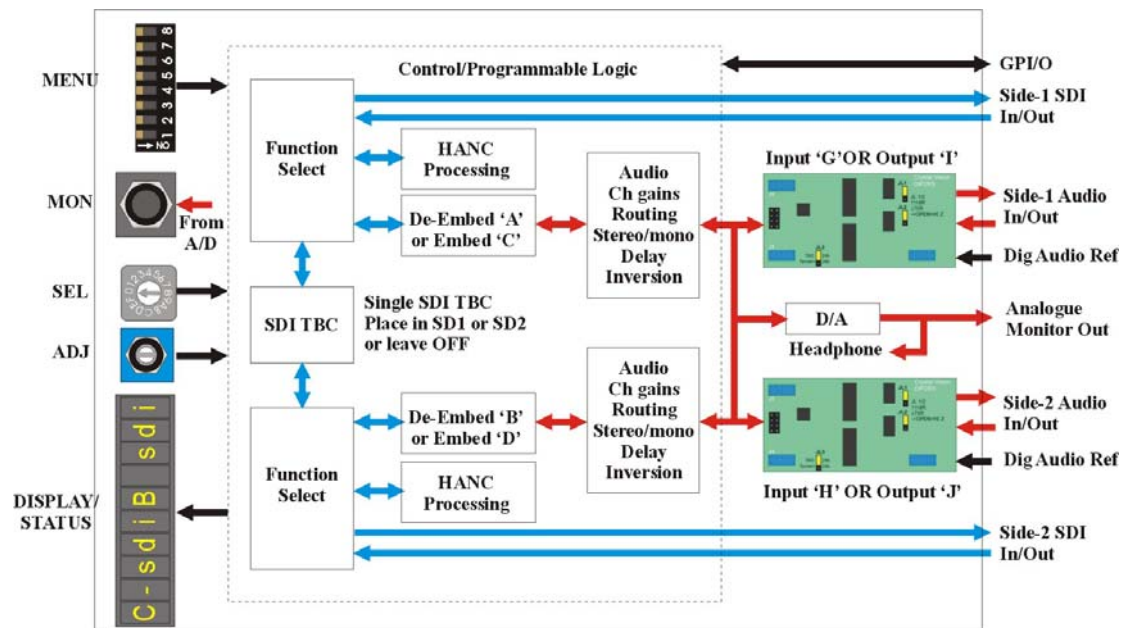 MENU
8
7
6
5
4
3
2
1
NO
MON
From
A/D
SEL
ADJ
DISPLAY/
STATUS
C - sdiB sdi
Control/Programmable Logic
Function
Select
HANC
Processing
De-Embed ‘A’
or Embed ‘C’
SDI TBC
Single SDI TBC
Place in SD1 or SD2
or leave OFF
De-Embed ‘B’
or Embed ‘D’
Function
Select
HANC
Processing
Audio
Ch gains
Routing
Stereo/mono
Delay
Inversion
Audio
Ch gains
Routing
Stereo/mono
Delay
Inversion
GPI/O
Side-1 SDI
In/Out
Input ‘G’OR Output ‘I’
Side-1 Audio
In/Out
Dig Audio Ref
D/A
Headphone
Analogue
Monitor Out
Side-2 Audio
In/Out
Dig Audio Ref
Input ‘H’ OR Output ‘J’
Side-2 SDI
In/Out